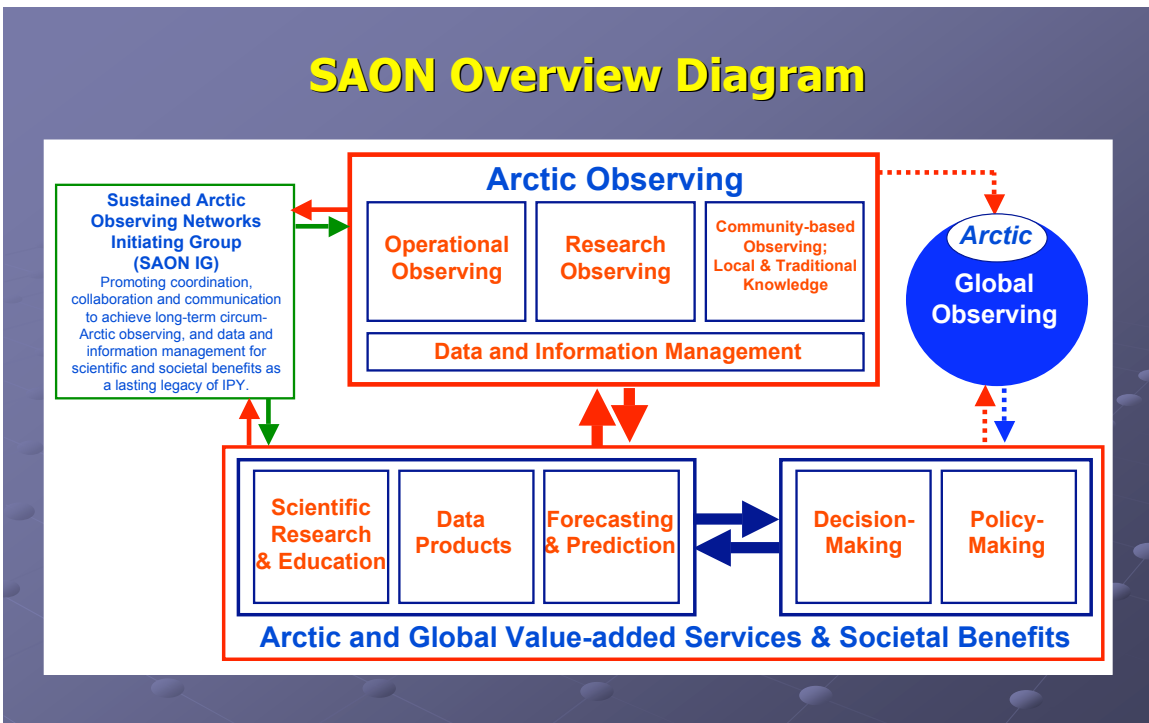 SAON Overview Diagram
Sustained Arctic
Observing Networks
Initiating Group
(SAON IG)
Promoting coordination,
collaboration and communication
to achieve long-term circum-
Arctic observing, and data and
information management for
scientific and societal benefits as
a lasting legacy of IPY.
Arctic Observing
Operational
Observing
Research
Observing
Community-based
Observing;
Local & Traditional
Knowledge
Data and Information Management
Arctic
Global
Observing
Scientific
Research
& Education
Data
Products
Forecasting
& Prediction
Decision-
Making
Policy-
Making
Arctic and Global Value-added Services & Societal Benefits